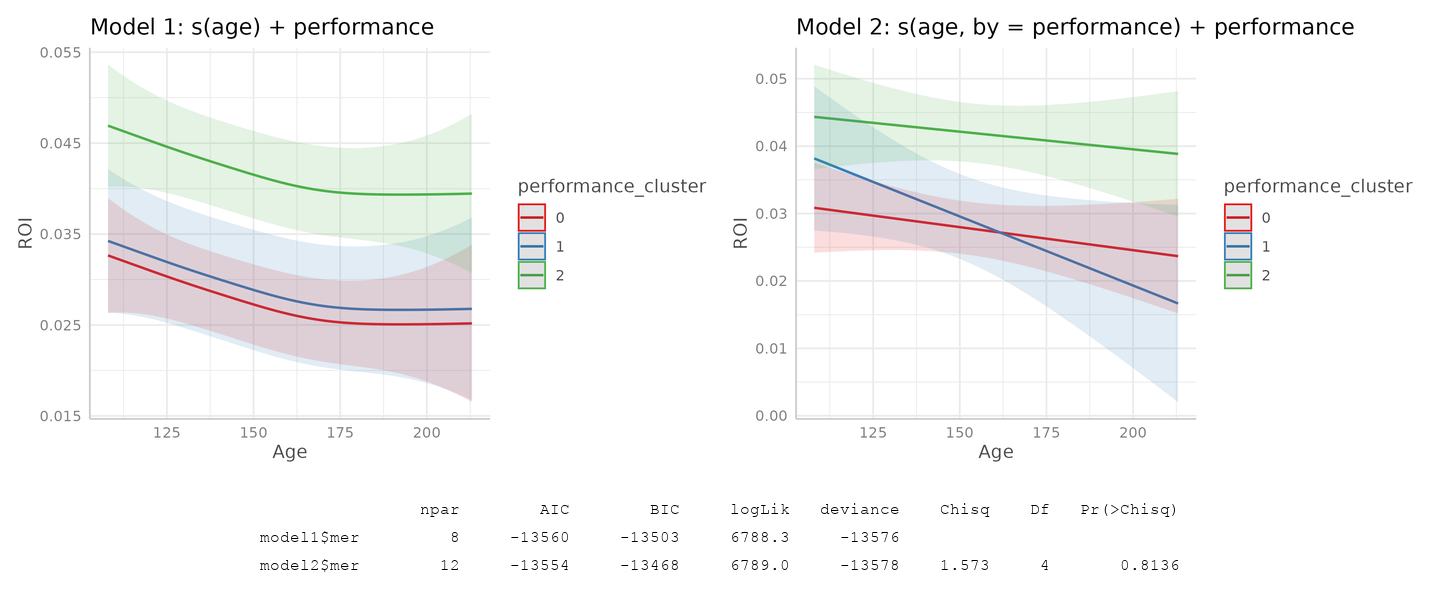 Model 1: s(age) + performance
0.055
0.045
0.035
0.025
0.015
ROI
125 150 175 200
Age
performance_cluster
0
1
2
Model 2: s(age, by = performance) + performance
0.05
0.04
0.03
0.02
0.01
0.00
ROI
125 150 175 200
Age
performance_cluster
0
1
2
npar AIC BIC logLik deviance Chisq Df Pr(>Chisq)
model1$mer 8 -13560 -13503 6788.3 -13576
model2$mer 12 -13554 -13468 6789.0 -13578 1.573 4 0.8136